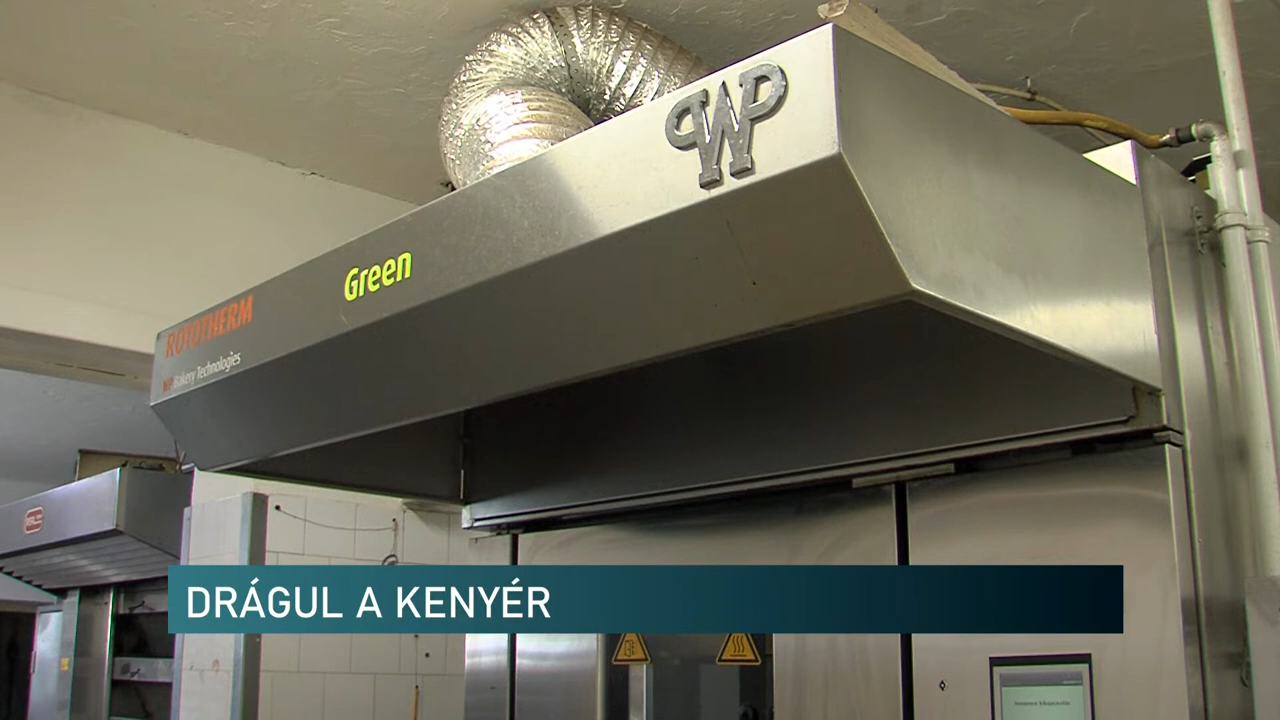 WP
Green
ROTOTHERM
WP Bakery Technologies
DRÁGUL A KENYÉR